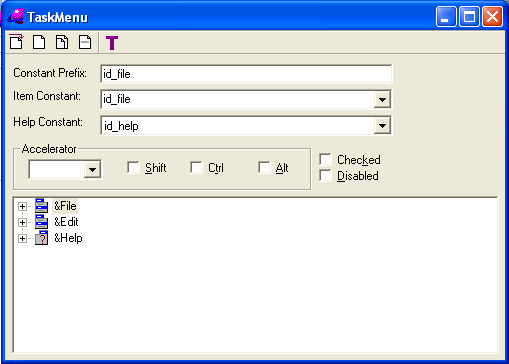 TaskMenu
T
Constant Prefix: id_file
Item Constant: id_file
Help Constant: id_help
Accelerator
Shift Ctrl Alt Checked
Disabled
&File
&Edit
&Help